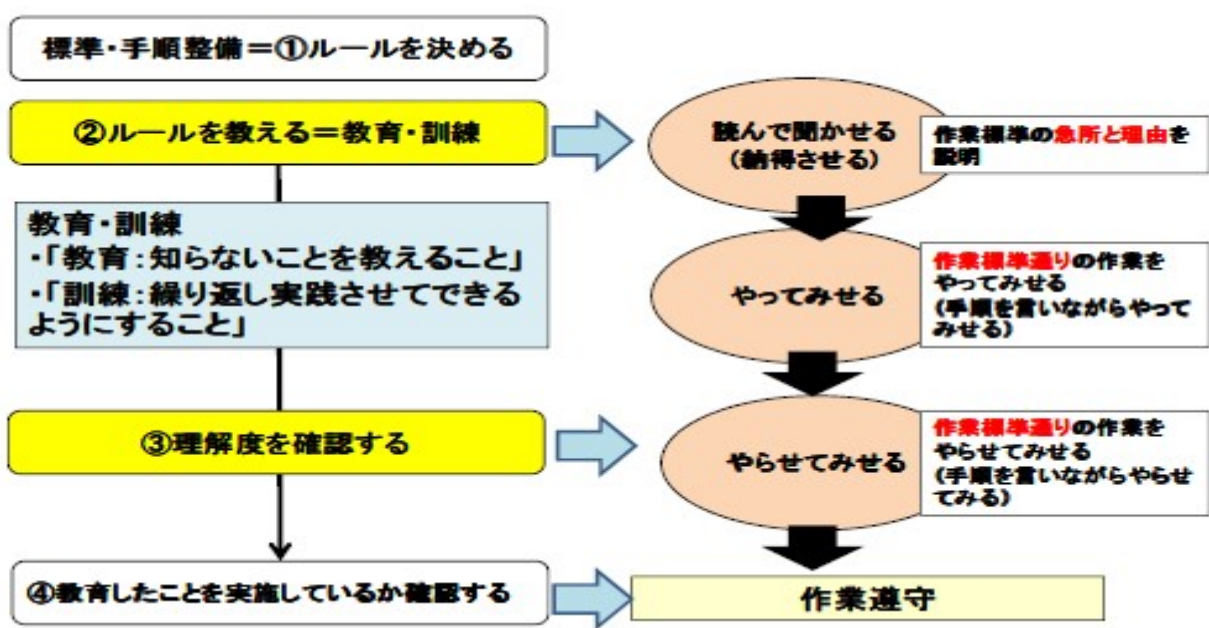 標準・手順整備＝①ルールを決める
②ルールを教える＝教育・訓練
読んで聞かせる
(納得させる)
作業標準の急所と理由を
説明
教育・訓練
・「教育：知らないことを教えること」
・「訓練：繰り返し実践させてできる
ようにすること」
やってみせる
作業標準通りの作業を
やってみせる
(手順を言いながらやって
みせる)
③理解度を確認する
やらせてみせる
作業標準通りの作業を
やらせてみせる
(手順を言いながらやらせ
てみる)
④教育したことを実施しているか確認する
作業遵守